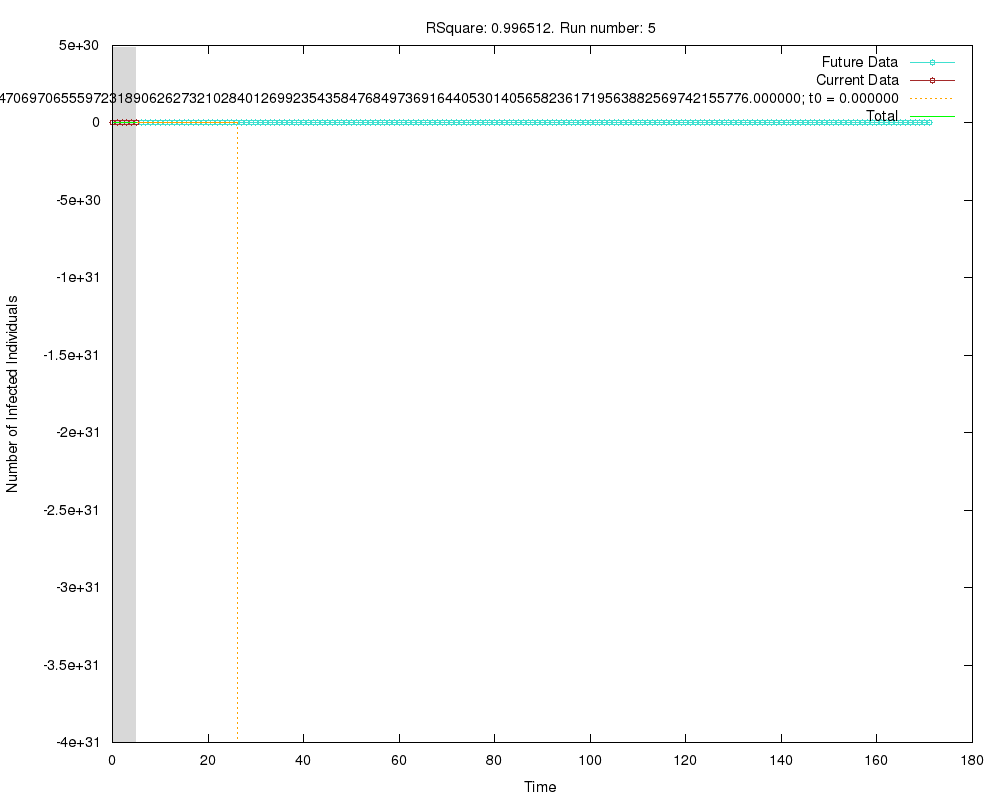 RSquare: 0.996512. Run number: 5
5e+30
Future Data
Current Data
4706970655597231890626273210284012699235435847684973691644053014056582361719563882569742155776.000000; t0 = 0.000000
Total
0
-5e+30
-1e+31
-1.5e+31
-2e+31
-2.5e+31
-3e+31
-3.5e+31
-4e+31
Number of Infected Individuals
0 20 40 60 80 100 120 140 160 180
Time